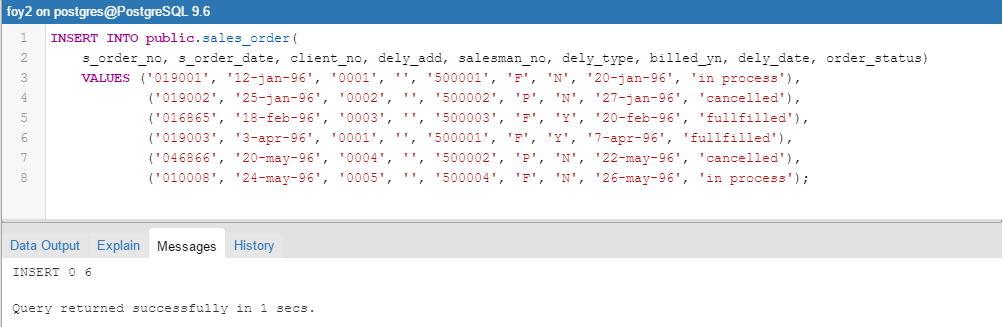 foy2 on postgres@PostgreSQL 9.6
1 INSERT INTO public.sales_order(
2 s_order_no, s_order_date, client_no, dely_add, salesman_no, dely_type, billed_yn, dely_date, order_status)
3 VALUES ('019001', '12-jan-96', '0001', '', '500001', 'F', 'N', '20-jan-96', 'in process'),
4 ('019002', '25-jan-96', '0002', '', '500002', 'P', 'N', '27-jan-96', 'cancelled'),
5 ('016865', '18-feb-96', '0003', '', '500003', 'F', 'Y', '20-feb-96', 'fullfilled'),
6 ('019003', '3-apr-96', '0001', '', '500001', 'F', 'Y', '7-apr-96', 'fullfilled'),
7 ('046866', '20-may-96', '0004', '', '500002', 'P', 'N', '22-may-96', 'cancelled'),
8 ('010008', '24-may-96', '0005', '', '500004', 'F', 'N', '26-may-96', 'in process');
Data Output Explain Messages History
INSERT 0 6
Query returned successfully in 1 secs.